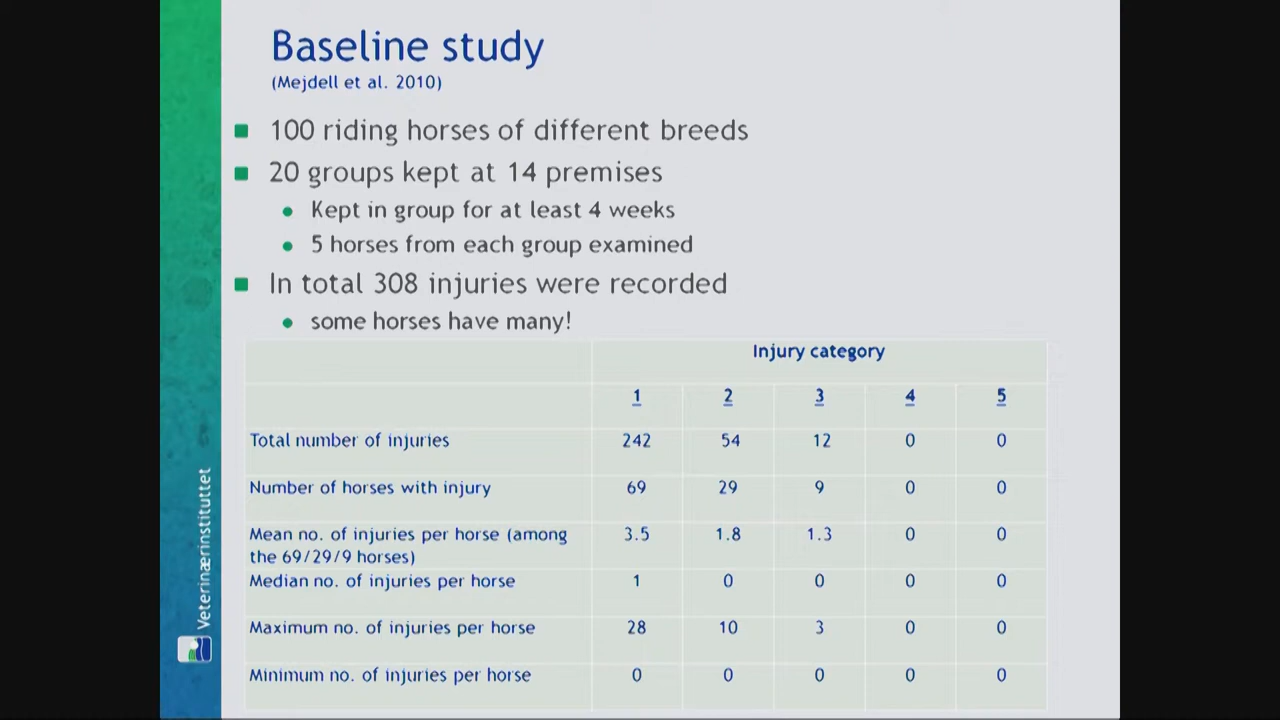 Baseline study
(Mejdell et al. 2010)
100 riding horses of different breeds
20 groups kept at 14 premises
Kept in group for at least 4 weeks
5 horses from each group examined
In total 308 injuries were recorded
some horses have many!
Injury category
1 2 3 4 5
Total number of injuries 242 54 12 0 0
Number of horses with injury 69 29 9 0 0
Mean no. of injuries per horse (among 3.5 1.8 1.3 0 0
the 69/29/9 horses)
Median no. of injuries per horse 1 0 0 0 0
Maximum no. of injuries per horse 28 10 3 0 0
Minimum no. of injuries per horse 0 0 0 0 0
Veterinærinstituttet